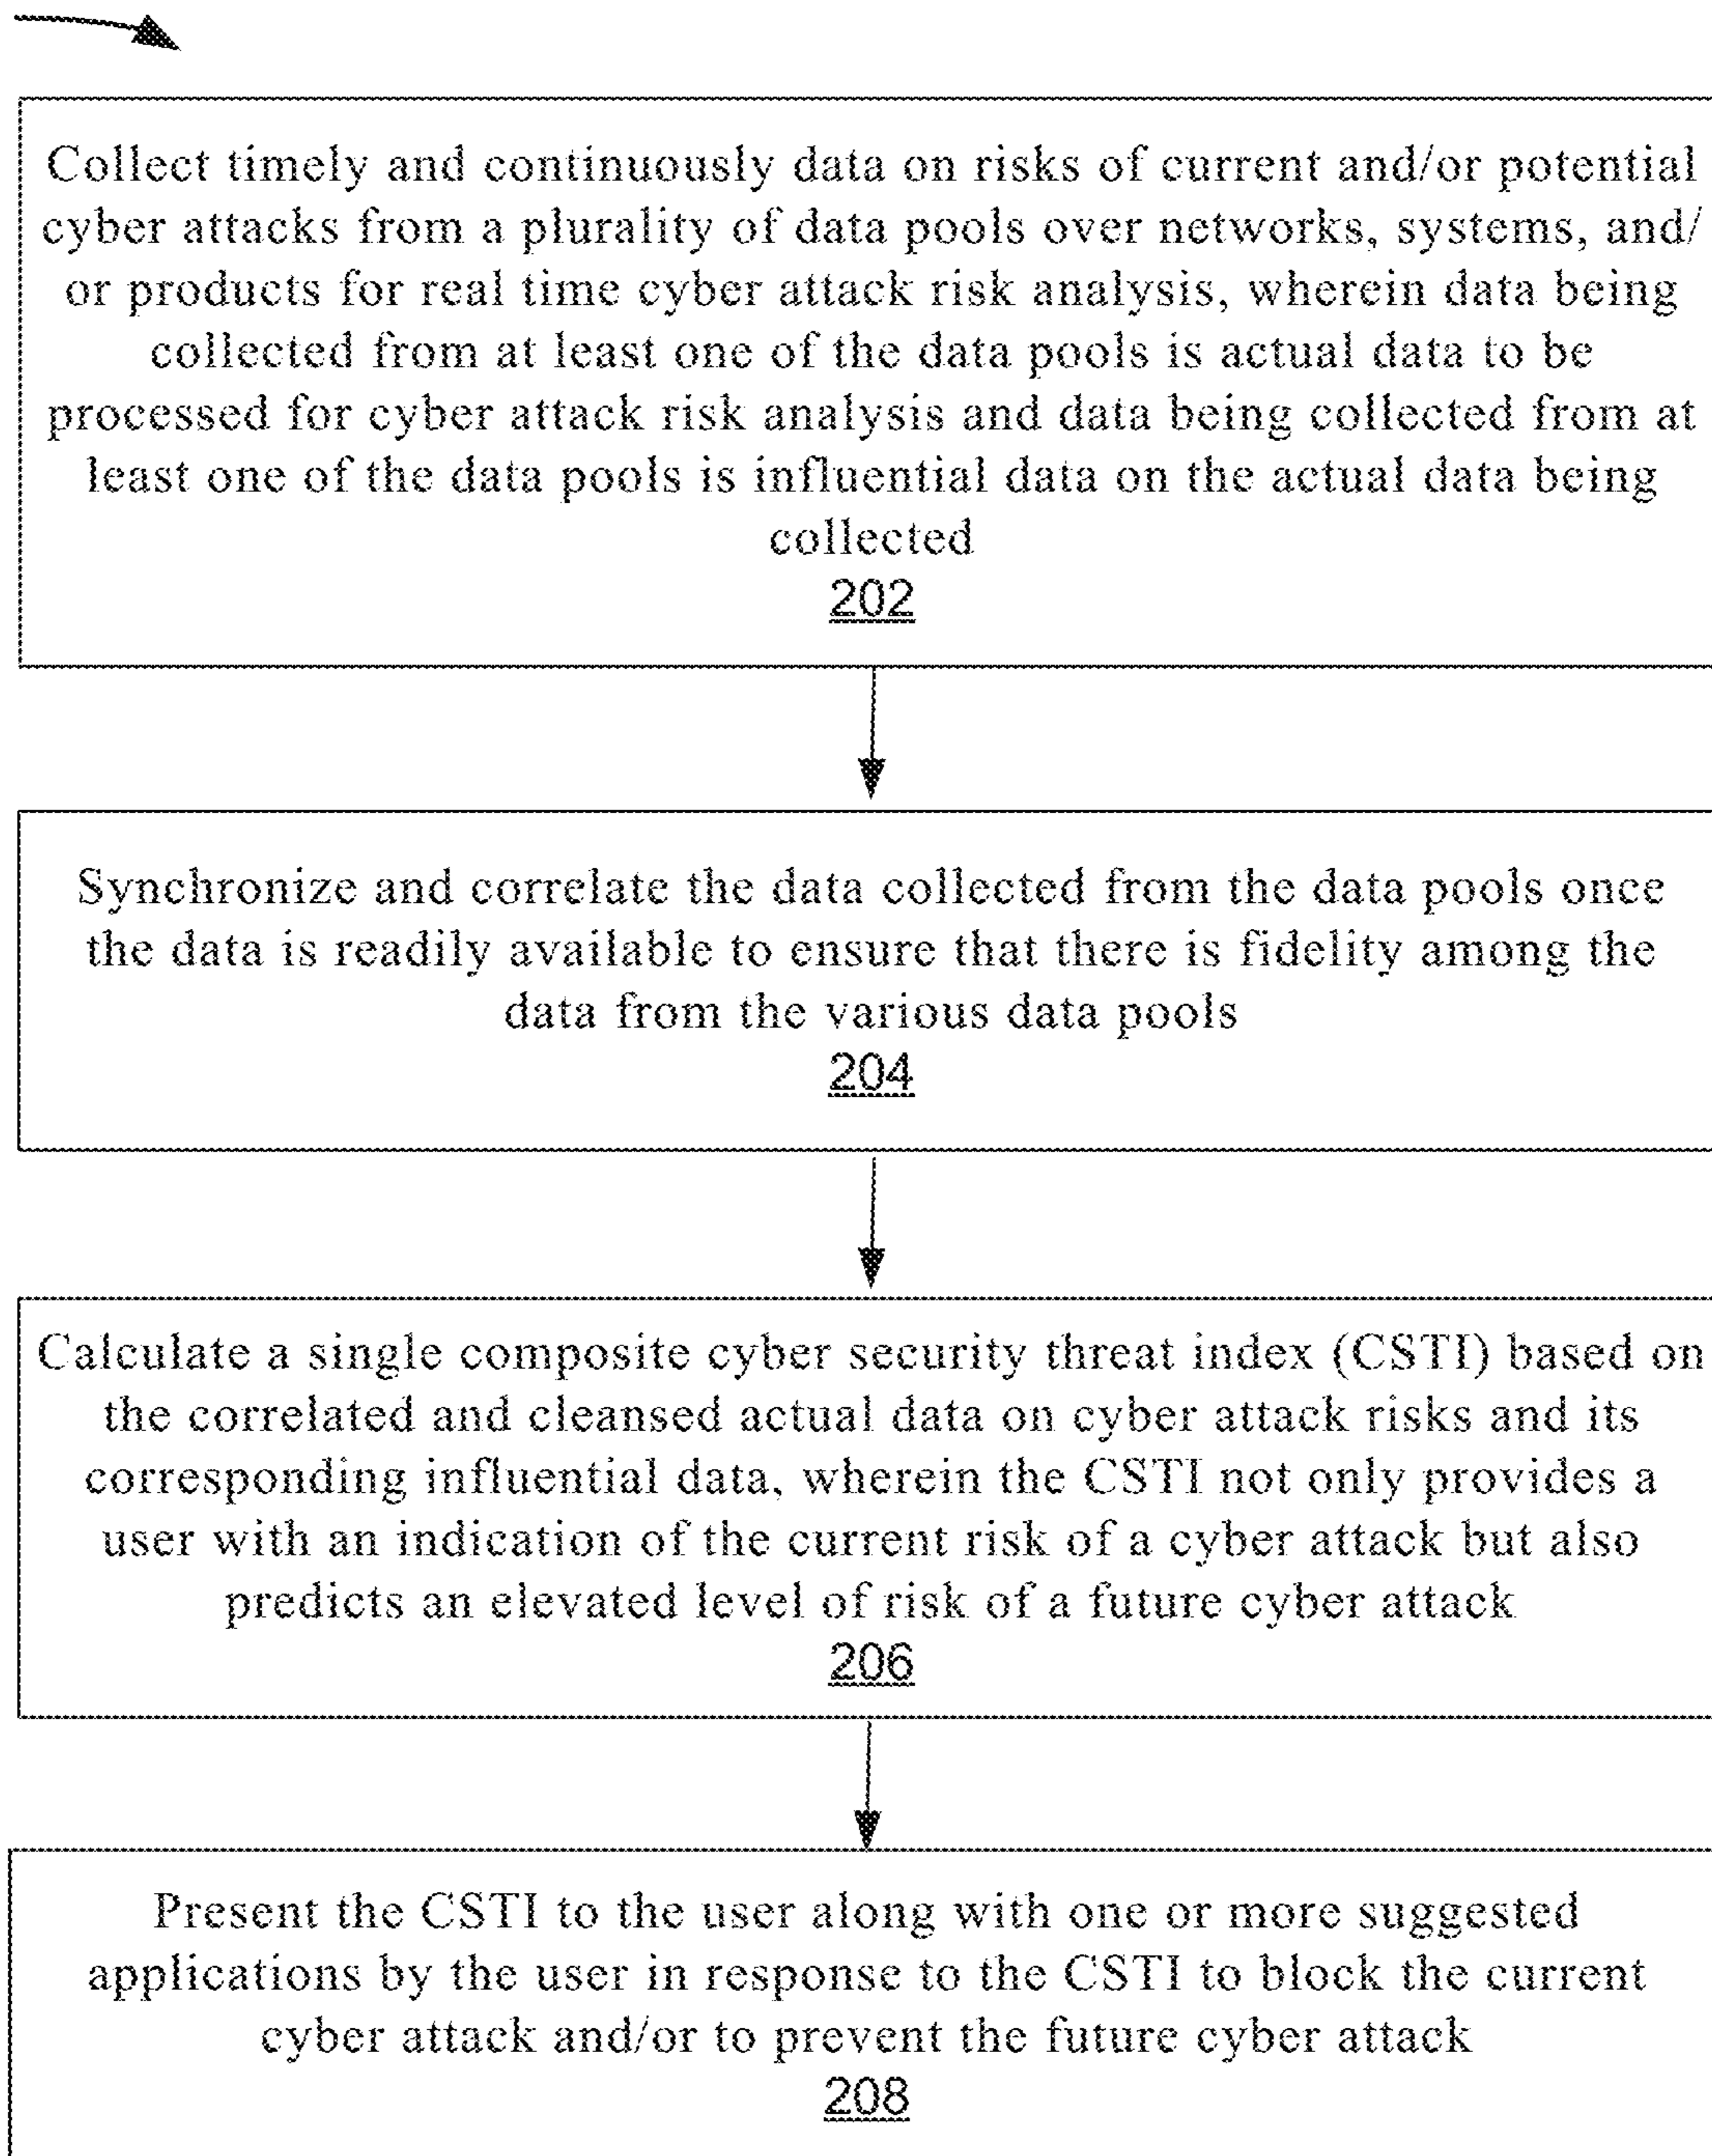 Collect timely and continuously data on risks of current and/or potential
cyber attacks from a plurality of data pools over networks, systems, and/
or products for real time cyber attack risk analysis, wherein data being
collected from at least one of the data pools is actual data to be
processed for cyber attack risk analysis and data being collected from at
least one of the data pools is influential data on the actual data being
collected
202
Synchronize and correlate the data collected from the data pools once
the data is readily available to ensure that there is fidelity among the
data from the various data pools
204
Calculate a single composite cyber security threat index (CSTI) based on
the correlated and cleansed actual data on cyber attack risks and its
corresponding influential data, wherein the CSTI not only provides a
user with an indication of the current risk of a cyber attack but also
predicts an elevated level of risk of a future cyber attack
206
Present the CSTI to the user along with one or more suggested
applications by the user in response to the CSTI to block the current
cyber attack and/or to prevent the future cyber attack
208